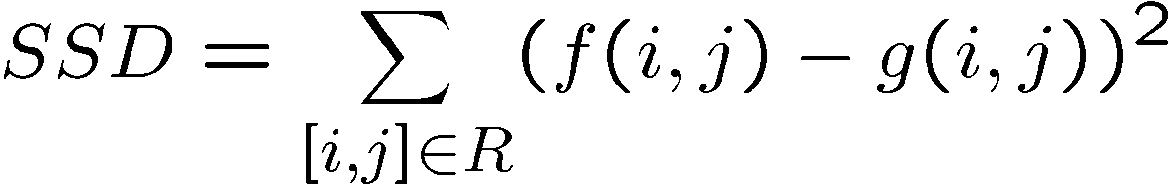 SSD = ∑ (f(i, j) − g(i, j))²
[i,j]∈R